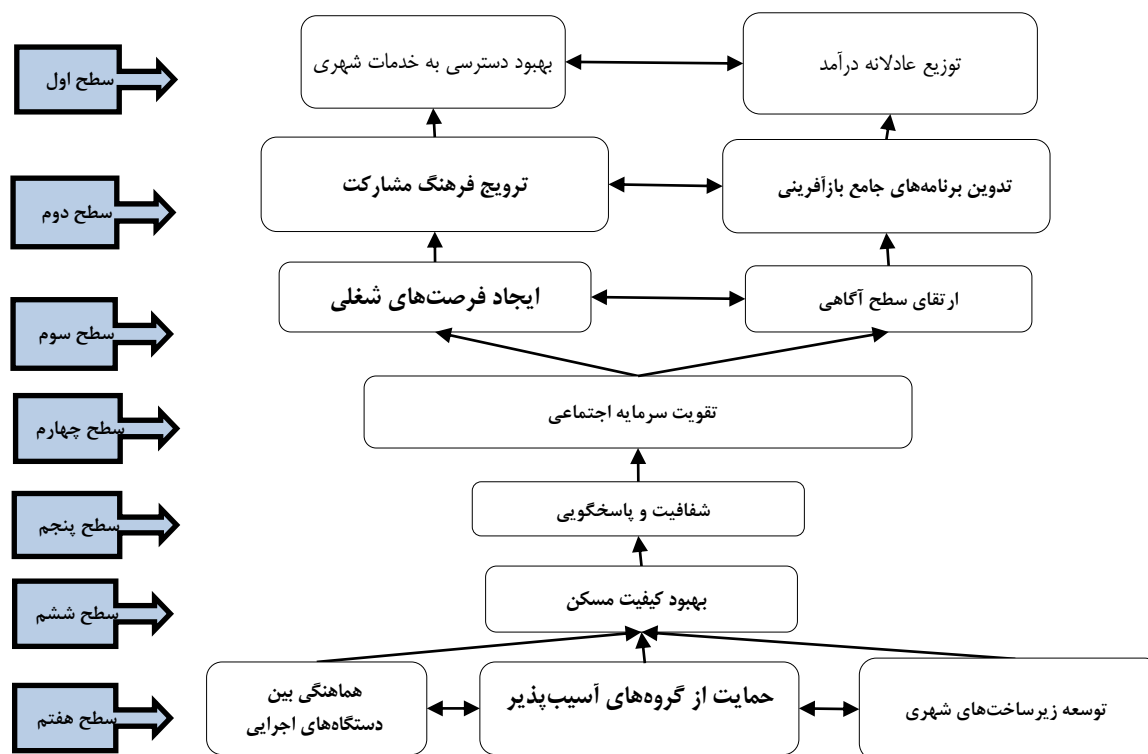 سطح اول
توزیع عادلانه درآمد
بهبود دسترسی به خدمات شهری
سطح دوم
تدوین برنامه‌های جامع بازآفرینی
ترویج فرهنگ مشارکت
سطح سوم
ارتقای سطح آگاهی
ایجاد فرصت‌های شغلی
سطح چهارم
تقویت سرمایه اجتماعی
سطح پنجم
شفافیت و پاسخگویی
سطح ششم
بهبود کیفیت مسکن
سطح هفتم
توسعه زیرساخت‌های شهری
حمایت از گروه‌های آسیب‌پذیر
هماهنگی بین
دستگاه‌های اجرایی